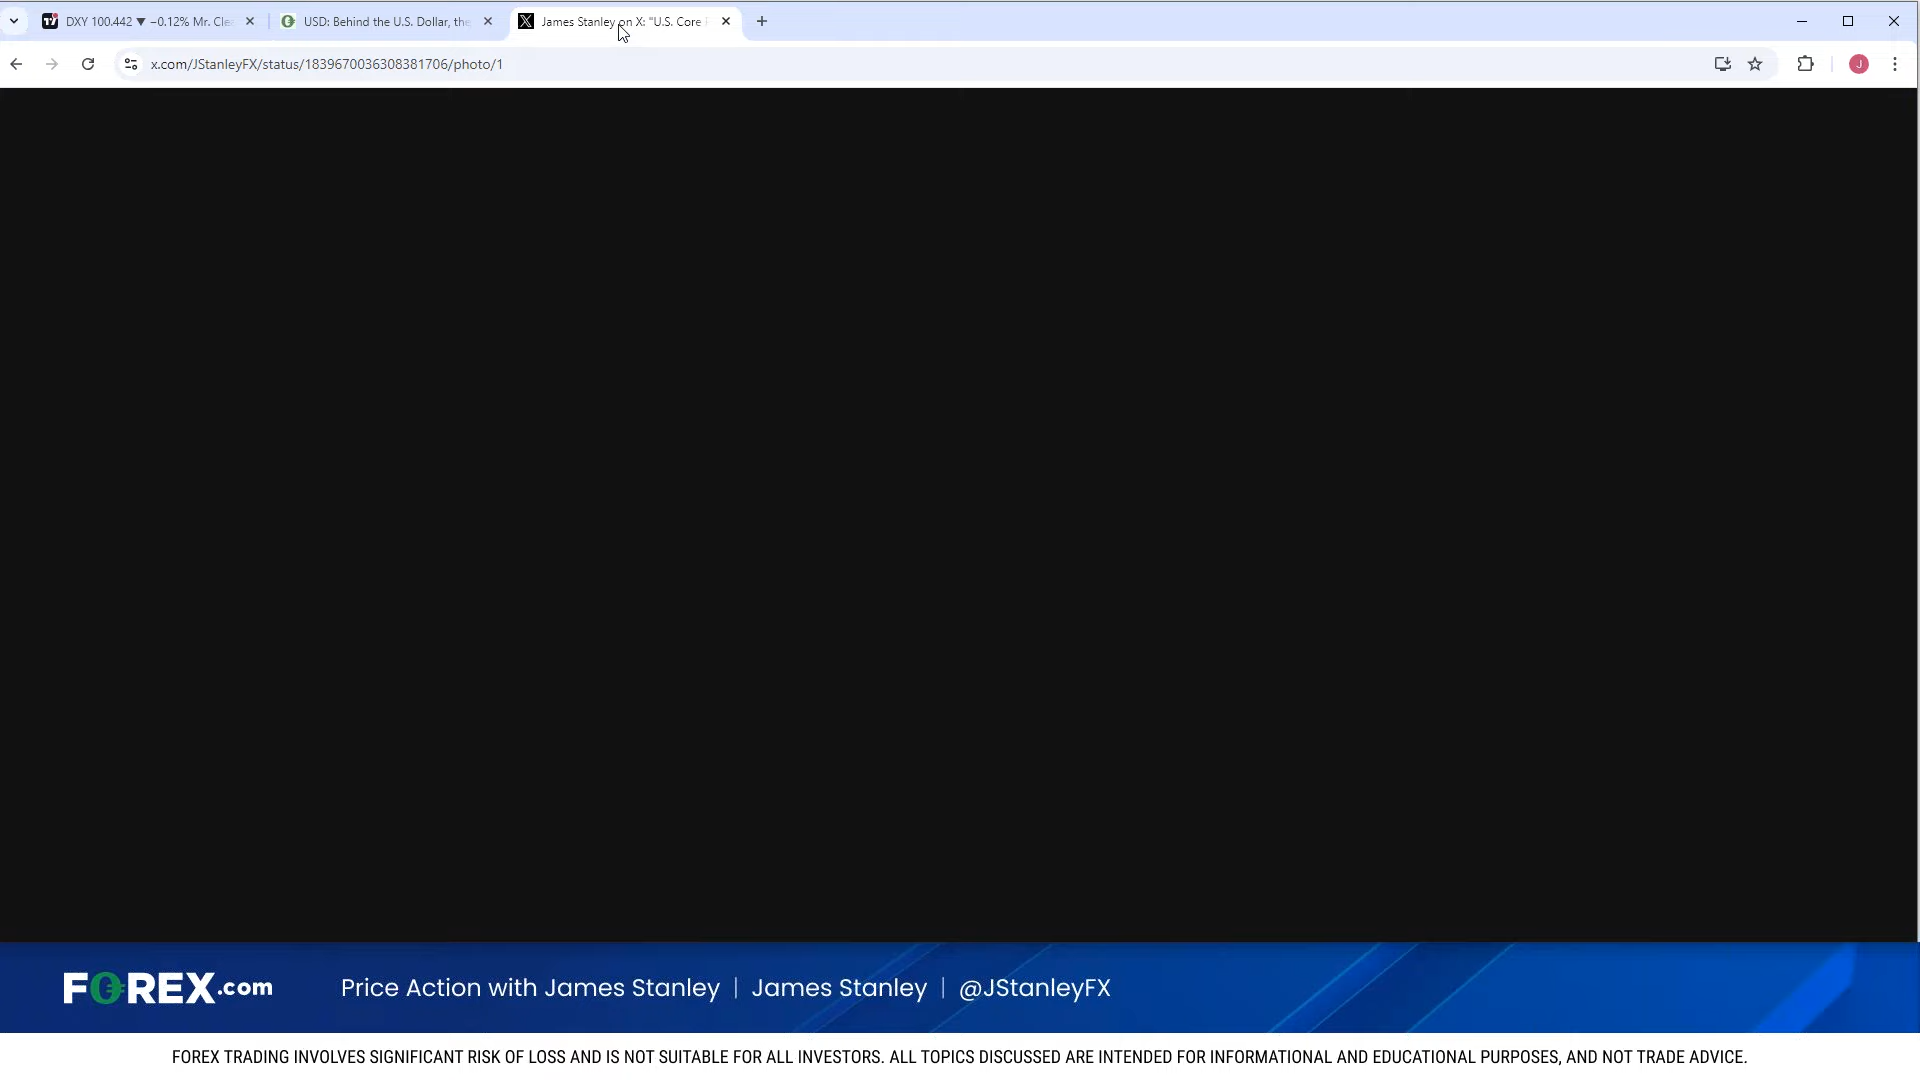 DXY 100.442 ▼ −0.12% Mr. Cle
USD: Behind the U.S. Dollar, the
James Stanley on X: "U.S. Core
x.com/JStanleyFX/status/1839670036308381706/photo/1
J
FOREX.com
Price Action with James Stanley | James Stanley | @JStanleyFX
FOREX TRADING INVOLVES SIGNIFICANT RISK OF LOSS AND IS NOT SUITABLE FOR ALL INVESTORS. ALL TOPICS DISCUSSED ARE INTENDED FOR INFORMATIONAL AND EDUCATIONAL PURPOSES, AND NOT TRADE ADVICE.